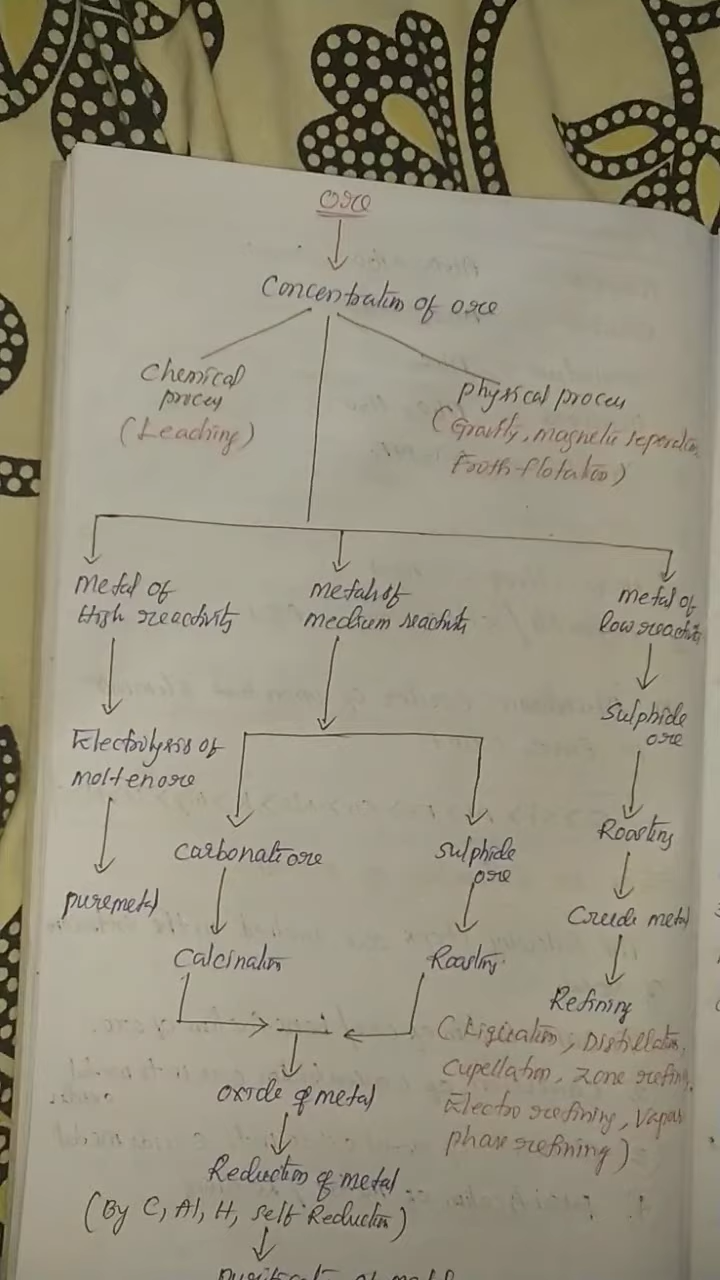 Ore
Concentration of ore
Chemical
process
(Leaching)
physical process
(Gravity, magnetic seperation,
Froth-flotation)
Metal of
High reactivity
Metals of
medium reactivity
metal of
low reactivity
Electrolysis of
molten ore
pure metal
Carbonate ore
Sulphide
ore
Sulphide
ore
Roasting
Crude metal
Calcination
Roasting
Refining
(Liquation, Distillation,
Cupellation, Zone refining,
Electro refining, Vapour
phase refining)
Oxide of metal
Reduction of metal
(By C, Al, H, Self Reduction)